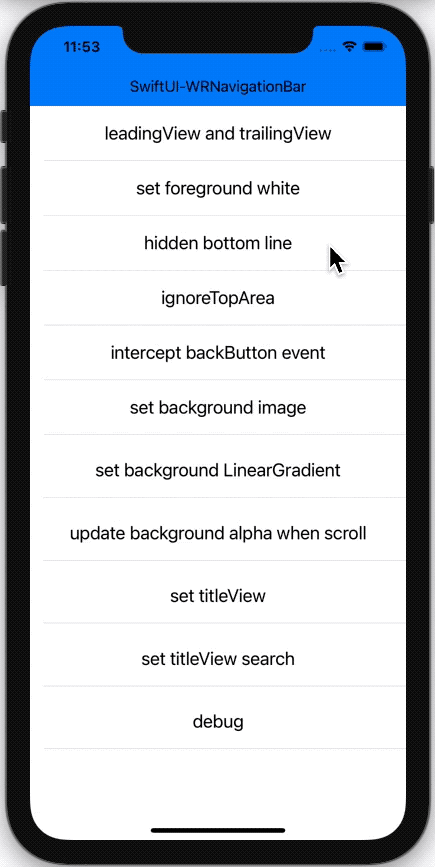 11:53
SwiftUI-WRNavigationBar
leadingView and trailingView
set foreground white
hidden bottom line
ignoreTopArea
intercept backButton event
set background image
set background LinearGradient
update background alpha when scroll
set titleView
set titleView search
debug